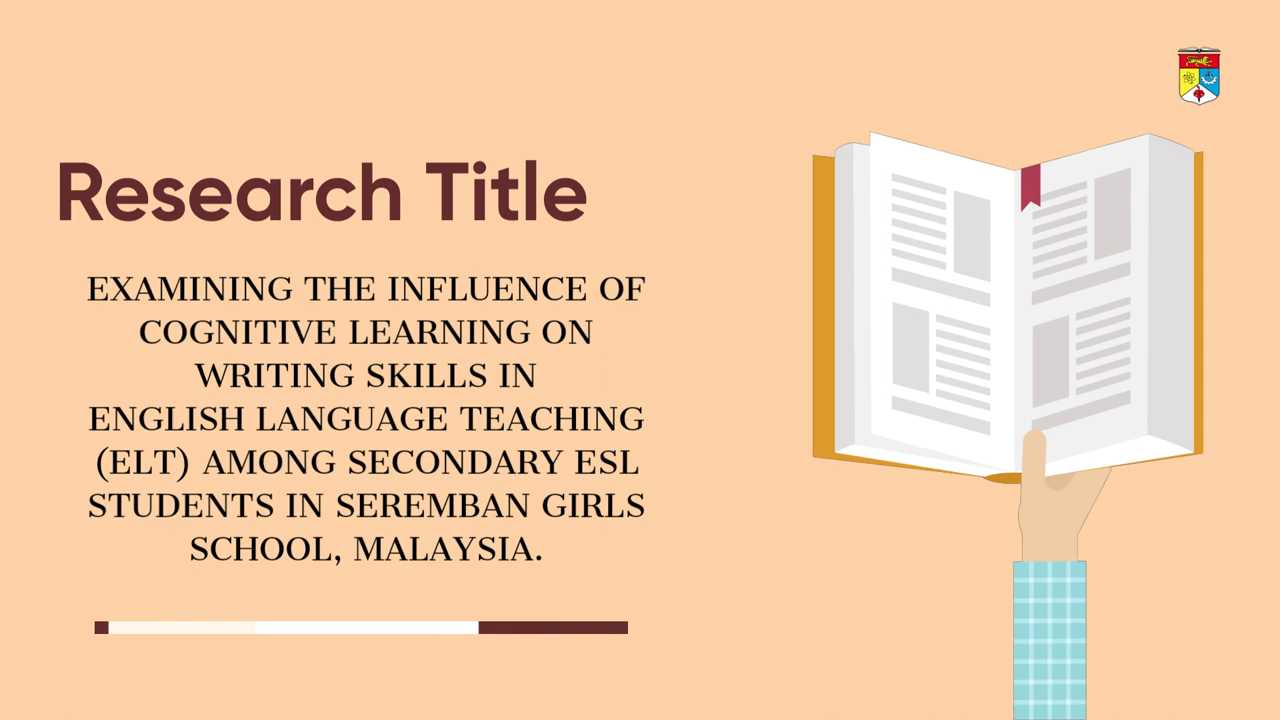 Research Title
EXAMINING THE INFLUENCE OF
COGNITIVE LEARNING ON
WRITING SKILLS IN
ENGLISH LANGUAGE TEACHING
(ELT) AMONG SECONDARY ESL
STUDENTS IN SEREMBAN GIRLS
SCHOOL, MALAYSIA.